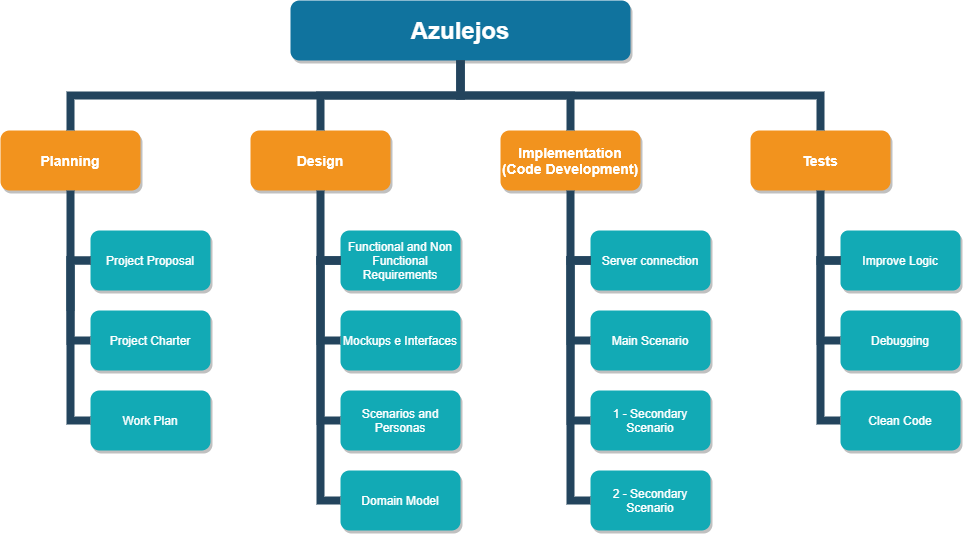 Azulejos
Planning
Design
Implementation
(Code Development)
Tests
Project Proposal
Project Charter
Work Plan
Functional and Non
Functional
Requirements
Mockups e Interfaces
Scenarios and
Personas
Domain Model
Server connection
Main Scenario
1 - Secondary
Scenario
2 - Secondary
Scenario
Improve Logic
Debugging
Clean Code